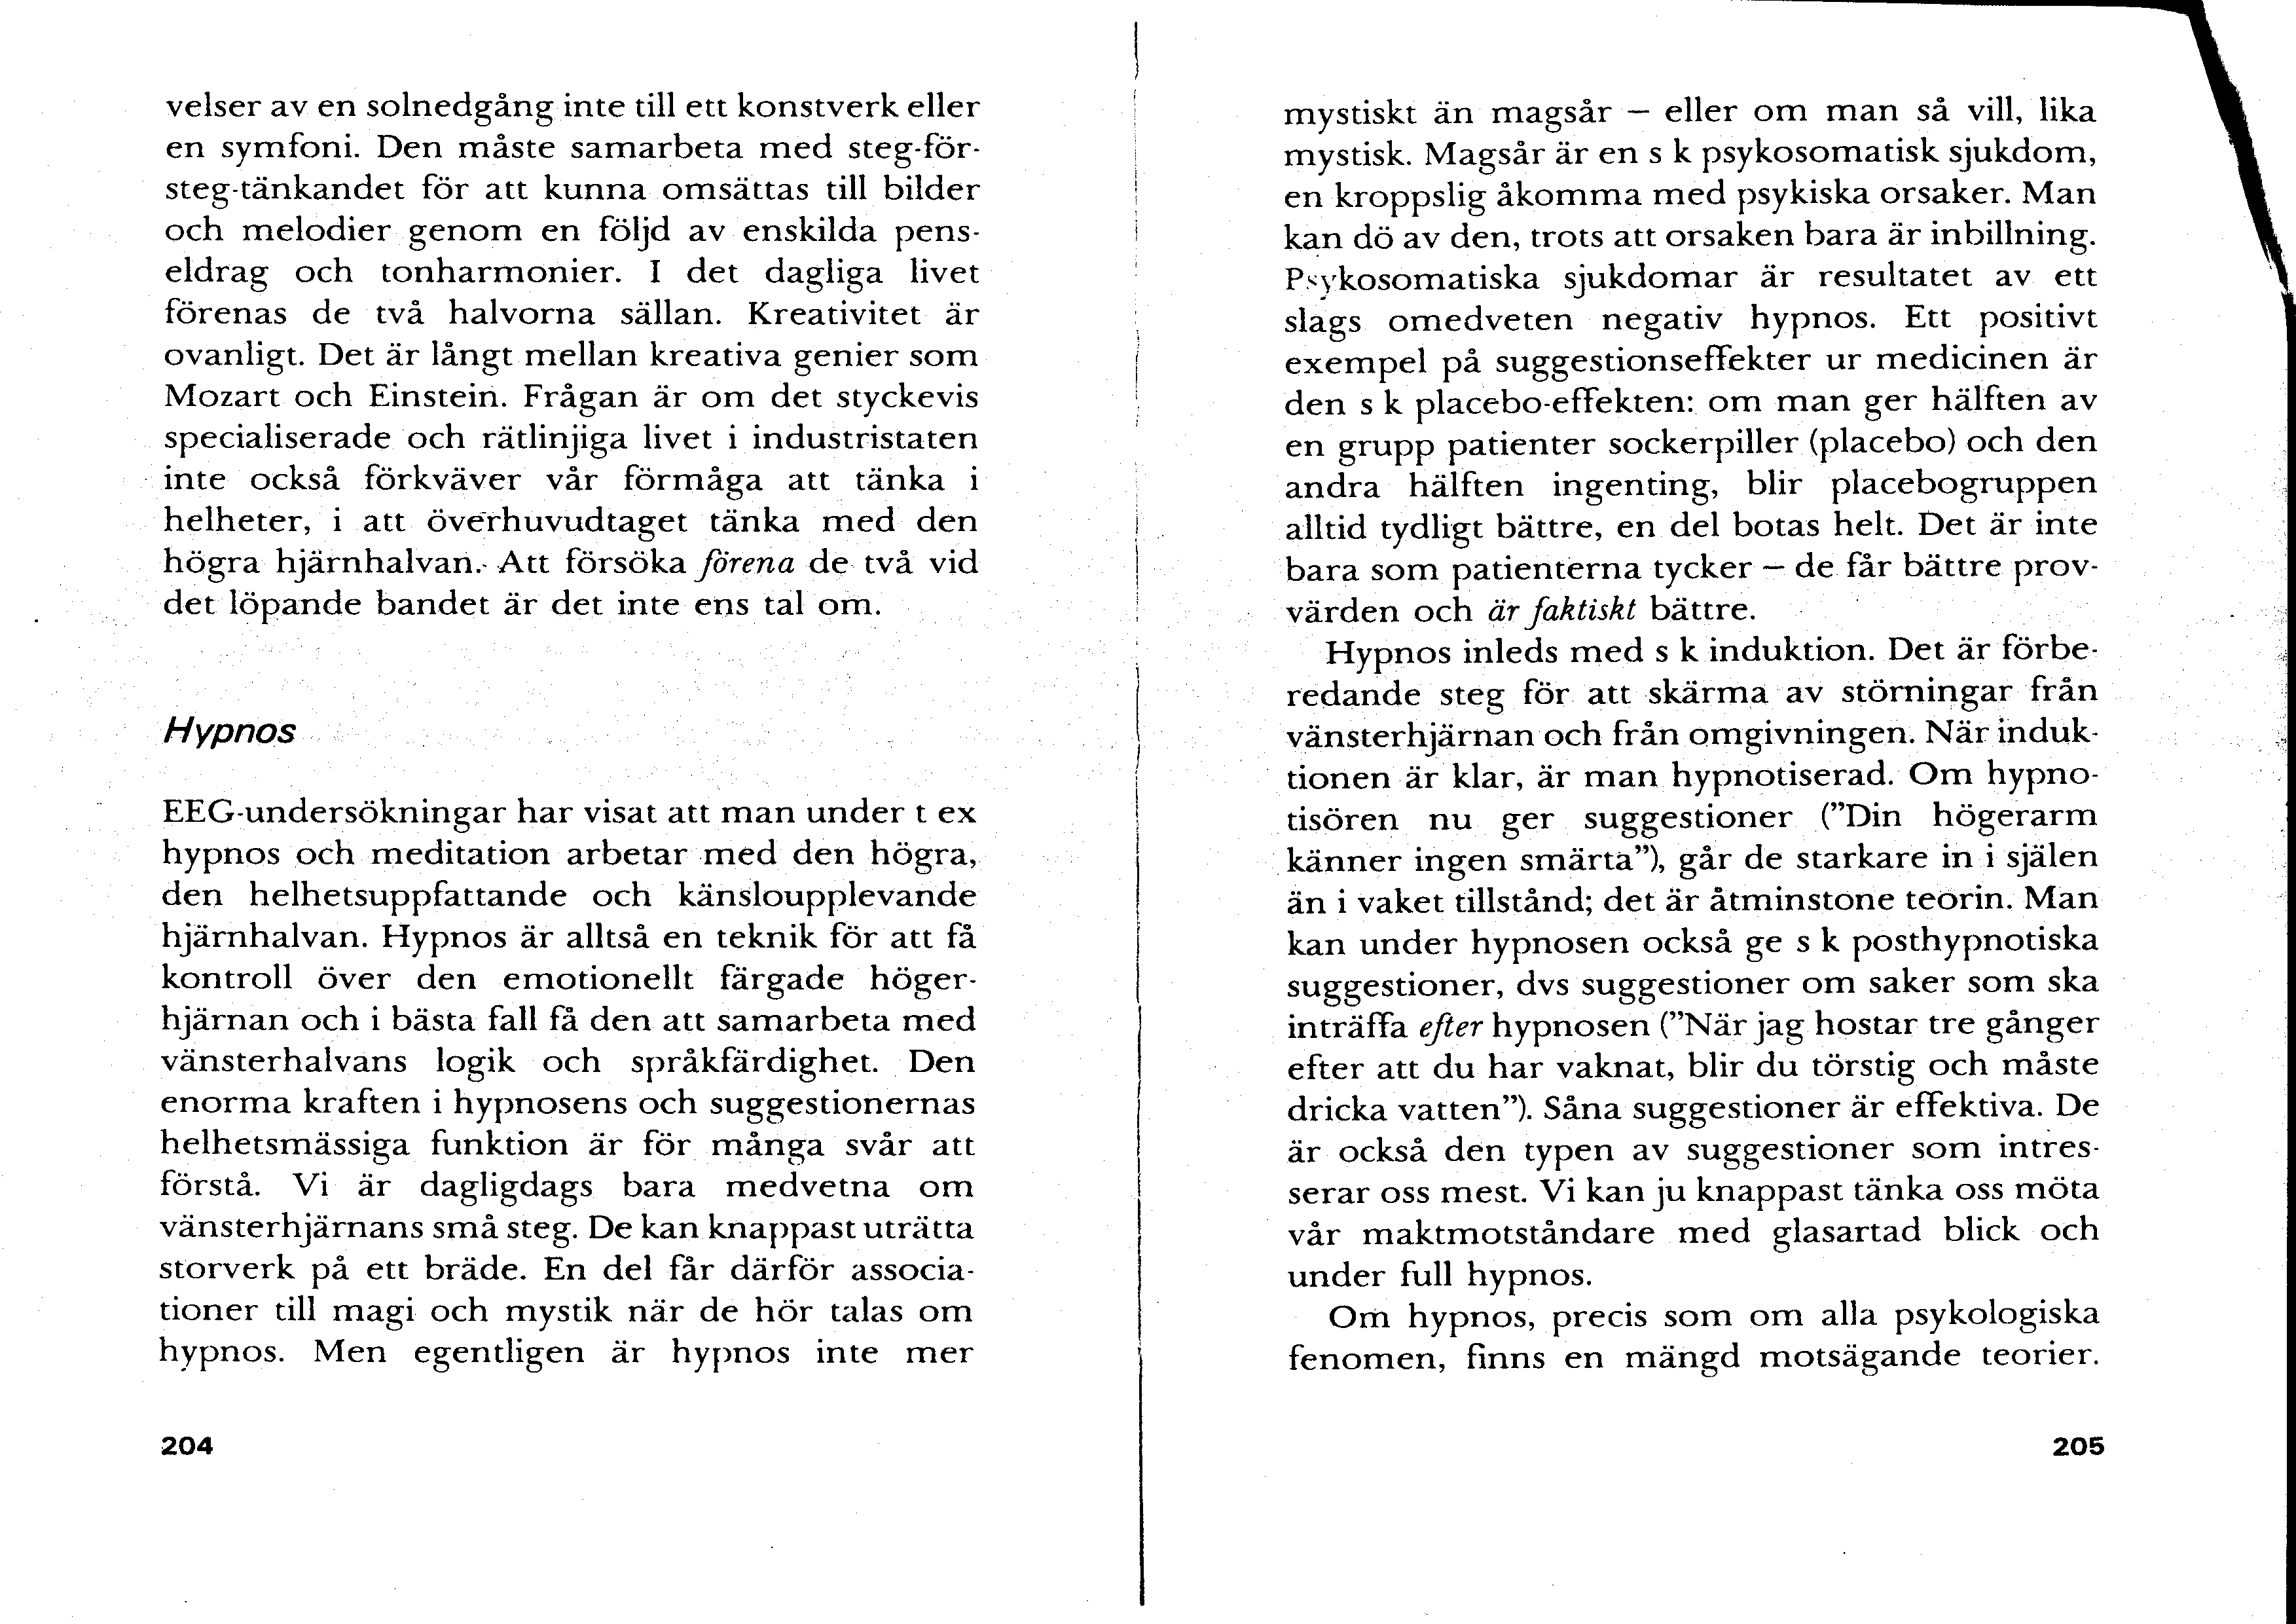 velser av en solnedgång inte till ett konstverk eller
en symfoni. Den måste samarbeta med steg-för-
steg-tänkandet för att kunna omsättas till bilder
och melodier genom en följd av enskilda pens-
eldrag och tonharmonier. I det dagliga livet
förenas de två halvorna sällan. Kreativitet är
ovanligt. Det är långt mellan kreativa genier som
Mozart och Einstein. Frågan är om det styckevis
specialiserade och rätlinjiga livet i industristaten
inte också förkväver vår förmåga att tänka i
helheter, i att överhuvudtaget tänka med den
högra hjärnhalvan. Att försöka förena de två vid
det löpande bandet är det inte ens tal om.
Hypnos
EEG-undersökningar har visat att man under t ex
hypnos och meditation arbetar med den högra,
den helhetsuppfattande och känsloupplevande
hjärnhalvan. Hypnos är alltså en teknik för att få
kontroll över den emotionellt färgade höger-
hjärnan och i bästa fall få den att samarbeta med
vänsterhalvans logik och språkfärdighet. Den
enorma kraften i hypnosens och suggestionernas
helhetsmässiga funktion är för många svår att
förstå. Vi är dagligdags bara medvetna om
vänsterhjärnans små steg. De kan knappast uträtta
storverk på ett bräde. En del får därför associa-
tioner till magi och mystik när de hör talas om
hypnos. Men egentligen är hypnos inte mer
204
mystiskt än magsår – eller om man så vill, lika
mystisk. Magsår är en s k psykosomatisk sjukdom,
en kroppslig åkomma med psykiska orsaker. Man
kan dö av den, trots att orsaken bara är inbillning.
Psykosomatiska sjukdomar är resultatet av ett
slags omedveten negativ hypnos. Ett positivt
exempel på suggestionseffekter ur medicinen är
den s k placebo-effekten: om man ger hälften av
en grupp patienter sockerpiller (placebo) och den
andra hälften ingenting, blir placebogruppen
alltid tydligt bättre, en del botas helt. Det är inte
bara som patienterna tycker – de får bättre prov-
värden och är faktiskt bättre.
Hypnos inleds med s k induktion. Det är förbe-
redande steg för att skärma av störningar från
vänsterhjärnan och från omgivningen. När induk-
tionen är klar, är man hypnotiserad. Om hypno-
tisören nu ger suggestioner (”Din högerarm
känner ingen smärta”), går de starkare in i själen
än i vaket tillstånd; det är åtminstone teorin. Man
kan under hypnosen också ge s k posthypnotiska
suggestioner, dvs suggestioner om saker som ska
inträffa efter hypnosen (”När jag hostar tre gånger
efter att du har vaknat, blir du törstig och måste
dricka vatten”). Såna suggestioner är effektiva. De
är också den typen av suggestioner som intres-
serar oss mest. Vi kan ju knappast tänka oss möta
vår maktmotståndare med glasartad blick och
under full hypnos.
Om hypnos, precis som om alla psykologiska
fenomen, finns en mängd motsägande teorier.
205